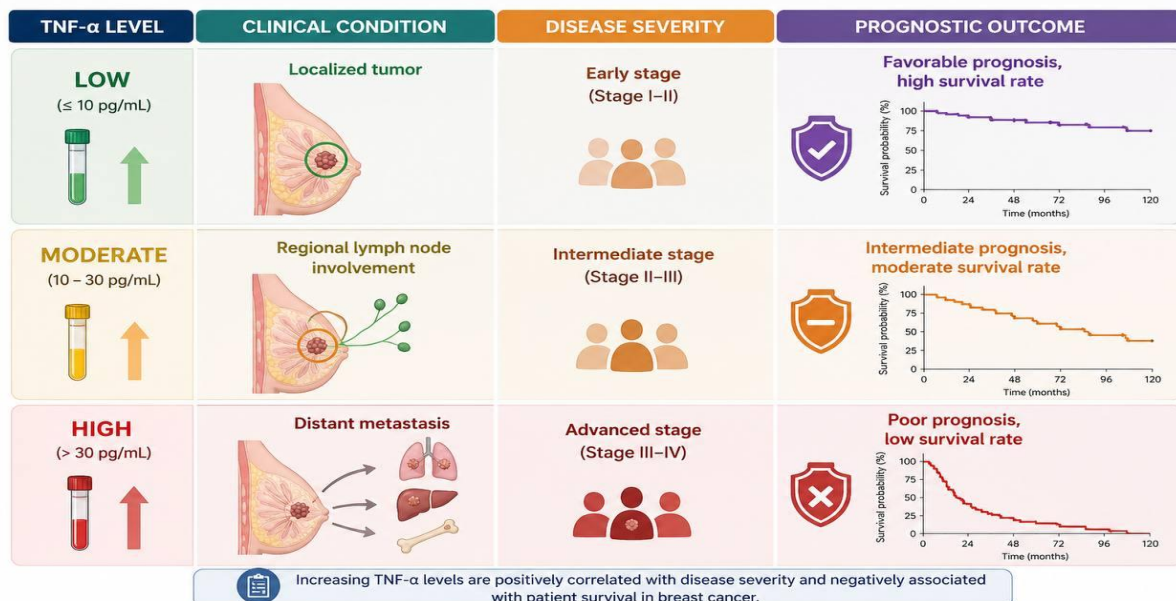 TNF-α LEVEL
CLINICAL CONDITION
DISEASE SEVERITY
PROGNOSTIC OUTCOME
LOW
(≤ 10 pg/mL)
Localized tumor
Early stage
(Stage I–II)
Favorable prognosis,
high survival rate
Survival probability (%)
100
75
50
25
0
0 24 48 72 96 120
Time (months)
MODERATE
(10 – 30 pg/mL)
Regional lymph node
involvement
Intermediate stage
(Stage II–III)
Intermediate prognosis,
moderate survival rate
Survival probability (%)
100
75
50
25
0
0 24 48 72 96 120
Time (months)
HIGH
(> 30 pg/mL)
Distant metastasis
Advanced stage
(Stage III–IV)
Poor prognosis,
low survival rate
Survival probability (%)
100
75
50
25
0
0 24 48 72 96 120
Time (months)
Increasing TNF-α levels are positively correlated with disease severity and negatively associated
with patient survival in breast cancer.